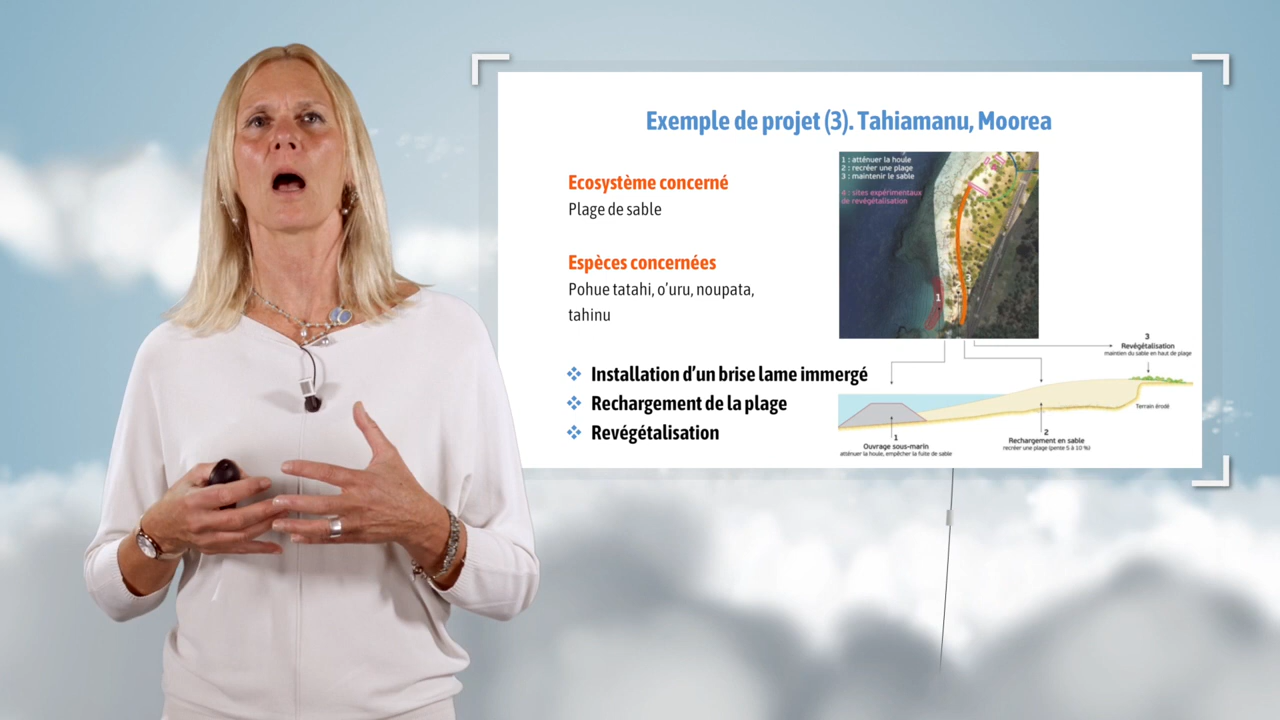 Exemple de projet (3). Tahiamanu, Moorea
Ecosystème concerné
Plage de sable
Espèces concernées
Pohue tatahi, o’uru, noupata,
tahinu
❖ Installation d’un brise lame immergé
❖ Rechargement de la plage
❖ Revégétalisation
1 : atténuer la houle
2 : recréer une plage
3 : maintenir le sable
4 : sites expérimentaux
de revégétalisation
3
2
1
3
Revégétalisation
maintien du sable en haut de plage
Terrain érodé
1
Ouvrage sous-marin
atténuer la houle, empêcher la fuite de sable
2
Rechargement en sable
recréer une plage (pente 5 à 10 %)